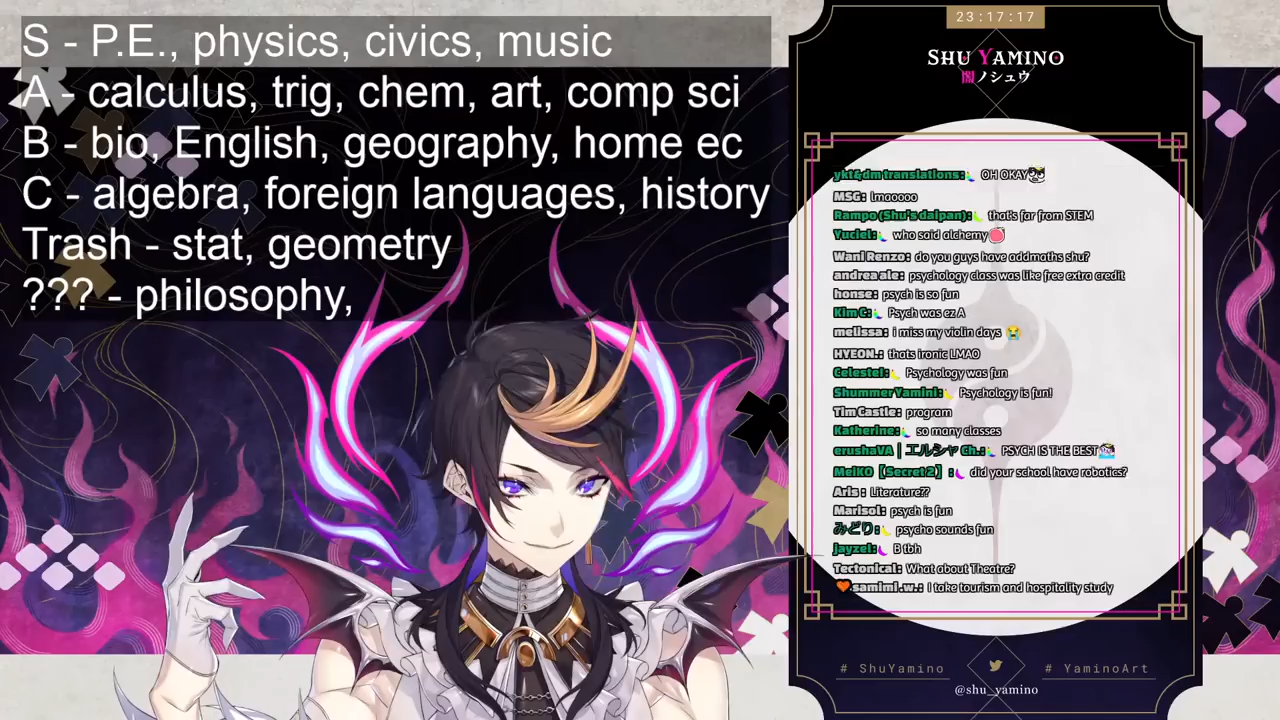 S - P.E., physics, civics, music
A - calculus, trig, chem, art, comp sci
B - bio, English, geography, home ec
C - algebra, foreign languages, history
Trash - stat, geometry
??? - philosophy,
23:17:17
SHU YAMINO
闇ノシュウ
ykt&dm translations: OH OKAY
MSG: lmaoooo
Rampo (Shu's daipan): that's far from STEM
Yuciel: who said alchemy
Wani Renzo: do you guys have addmaths shu?
andrea ale: psychology class was like free extra credit
honse: psych is so fun
Kim C: Psych was ez A
melissa: i miss my violin days
HYEON.: thats ironic LMAO
Celestel: Psychology was fun
ShummerYamini: Psychology is fun!
Tim Castle: program
Katherine: so many classes
erushaVA | エルシャ Ch.: PSYCH IS THE BEST
MeiKO【Secret2】: did your school have robotics?
Aris : Literature??
Marisol: psych is fun
みどり: psycho sounds fun
jayzel: B tbh
Tectonical: What about Theatre?
samimi.w.: I take tourism and hospitality study
# ShuYamino
# YaminoArt
@shu_yamino